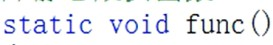 static void func()